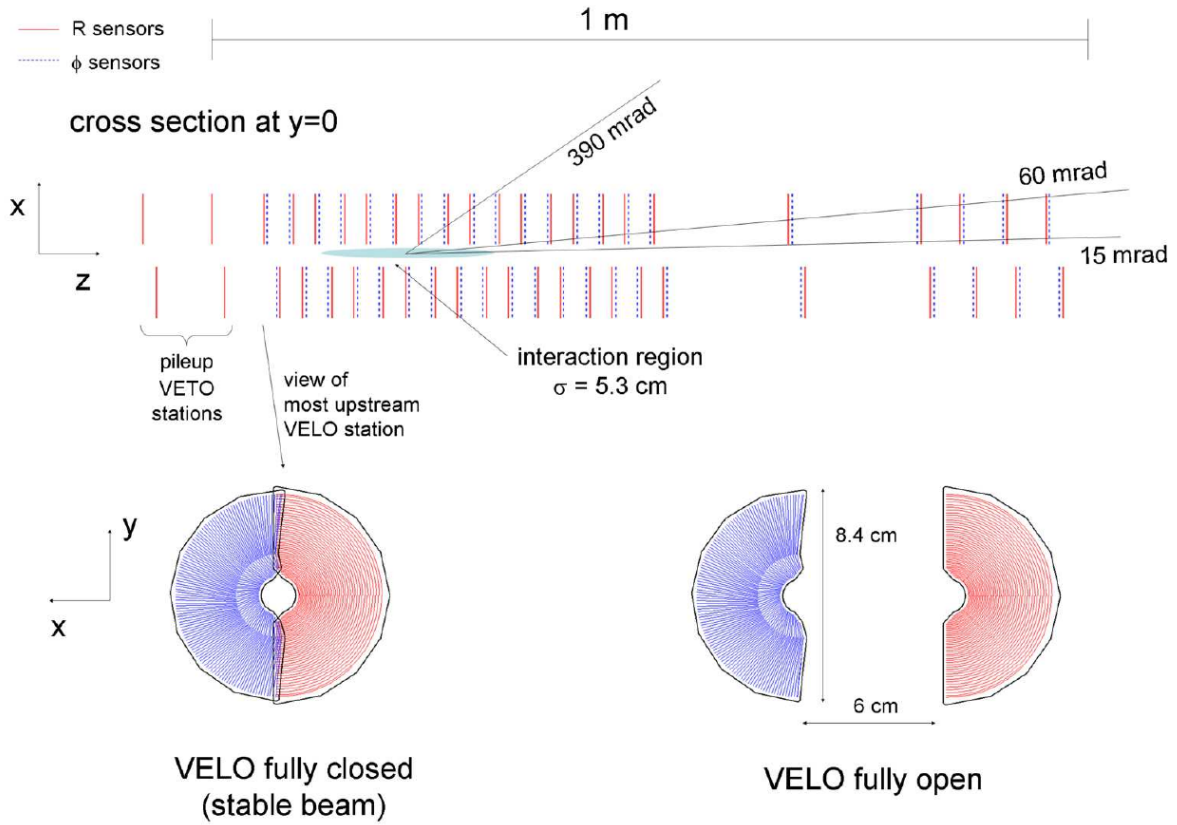 R sensors
ϕ sensors
1 m
cross section at y=0
390 mrad
60 mrad
15 mrad
x
z
pileup
VETO
stations
view of
most upstream
VELO station
interaction region
σ = 5.3 cm
y
x
8.4 cm
6 cm
VELO fully closed
(stable beam)
VELO fully open